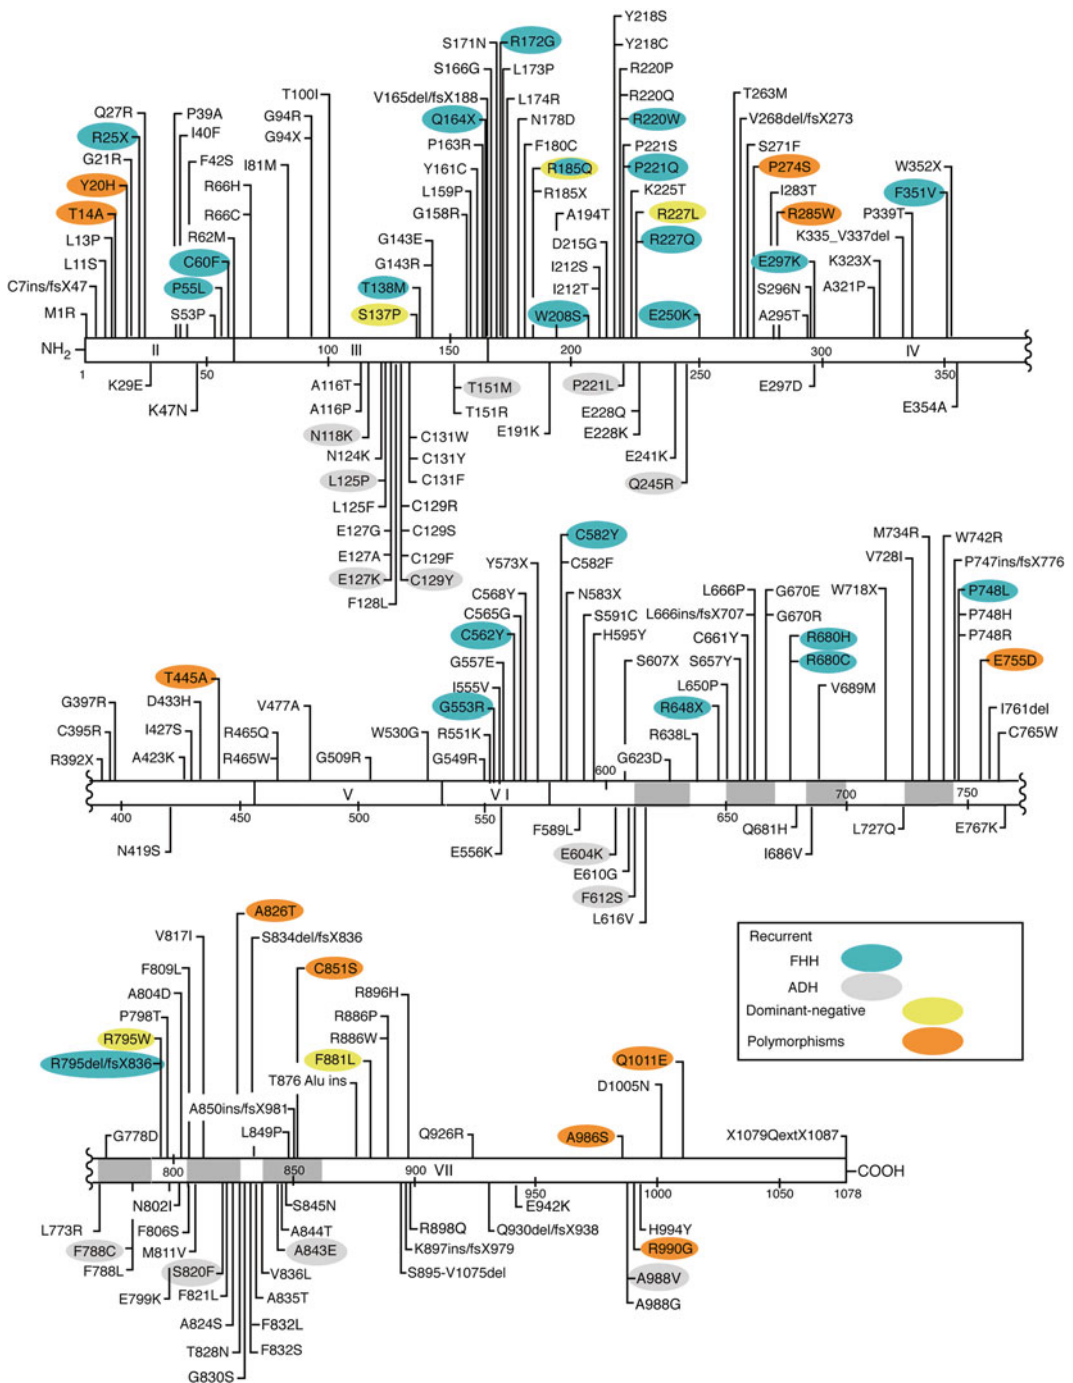 Y218S
S171N R172G Y218C
S166G L173P R220P
T100I V165del/fsX188 L174R R220Q T263M
Q27R P39A G94R Q164X N178D R220W V268del/fsX273
R25X I40F G94X P163R F180C P221S S271F
G21R F42S I81M Y161C R185Q P221Q P274S W352X
Y20H R66H L159P R185X K225T I283T F351V
T14A R66C G158R A194T R227L R285W P339T
L13P R62M G143E D215G R227Q K335_V337del
L11S C60F G143R I212S E297K K323X
C7ins/fsX47 P55L T138M I212T S296N A321P
M1R S53P S137P W208S E250K A295T
NH2 II 100 III 150 200 300 IV
1 50 250 350
K29E A116T T151M P221L E297D
K47N A116P T151R E228Q E354A
N118K C131W E191K E228K
N124K C131Y E241K
L125P C131F Q245R
L125F C129R
E127G C129S C582Y M734R W742R
E127A C129F Y573X C582F V728I P747ins/fsX776
E127K C129Y C568Y N583X L666P G670E W718X P748L
F128L C565G S591C L666ins/fsX707 G670R P748H
C562Y H595Y C661Y R680H P748R
T445A G557E S607X S657Y R680C E755D
G397R D433H V477A I555V L650P V689M
G553R R648X I761del
C395R I427S R465Q W530G R551K R638L C765W
R392X A423K R465W G509R G549R G623D
V V I 600 700
400 450 500 550 650 750
N419S E556K F589L Q681H L727Q E767K
E604K I686V
E610G
F612S
L616V
A826T
V817I S834del/fsX836 Recurrent
F809L C851S FHH
A804D R896H ADH
P798T R886P Dominant-negative
R795W R886W Polymorphisms
R795del/fsX836 F881L Q1011E
T876 Alu ins D1005N
A850ins/fsX981
G778D L849P Q926R A986S X1079QextX1087
800 850 900 VII COOH
950 1000 1050 1078
L773R N802I S845N E942K
F788C F806S A844T R898Q Q930del/fsX938 H994Y
F788L M811V A843E K897ins/fsX979 R990G
E799K S820F V836L S895-V1075del A988V
F821L A835T A988G
A824S F832L
T828N F832S
G830S